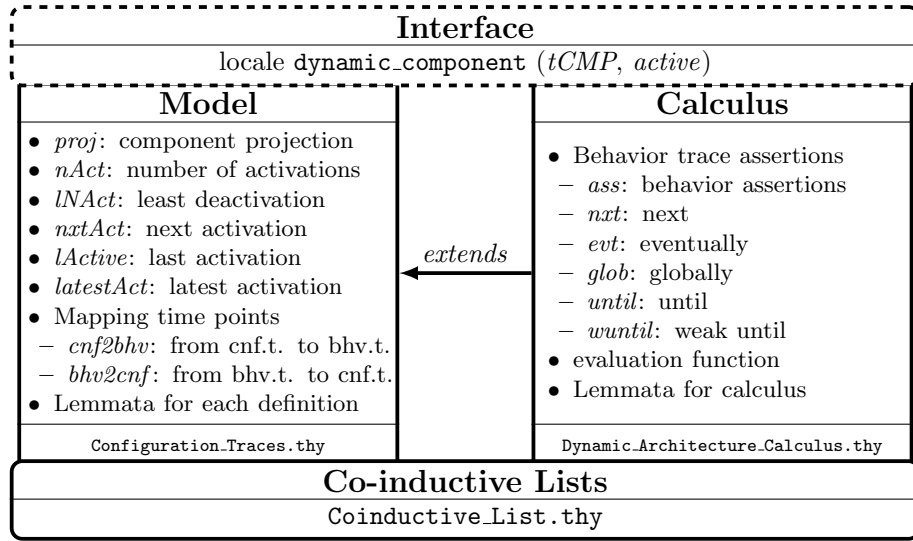 Interface
locale dynamic_component (tCMP, active)
Model
• proj: component projection
• nAct: number of activations
• lNAct: least deactivation
• nxtAct: next activation
• lActive: last activation
• latestAct: latest activation
• Mapping time points
– cnf2bhv: from cnf.t. to bhv.t.
– bhv2cnf: from bhv.t. to cnf.t.
• Lemmata for each definition
Configuration_Traces.thy
extends
Calculus
• Behavior trace assertions
– ass: behavior assertions
– nxt: next
– evt: eventually
– glob: globally
– until: until
– wuntil: weak until
• evaluation function
• Lemmata for calculus
Dynamic_Architecture_Calculus.thy
Co-inductive Lists
Coinductive_List.thy